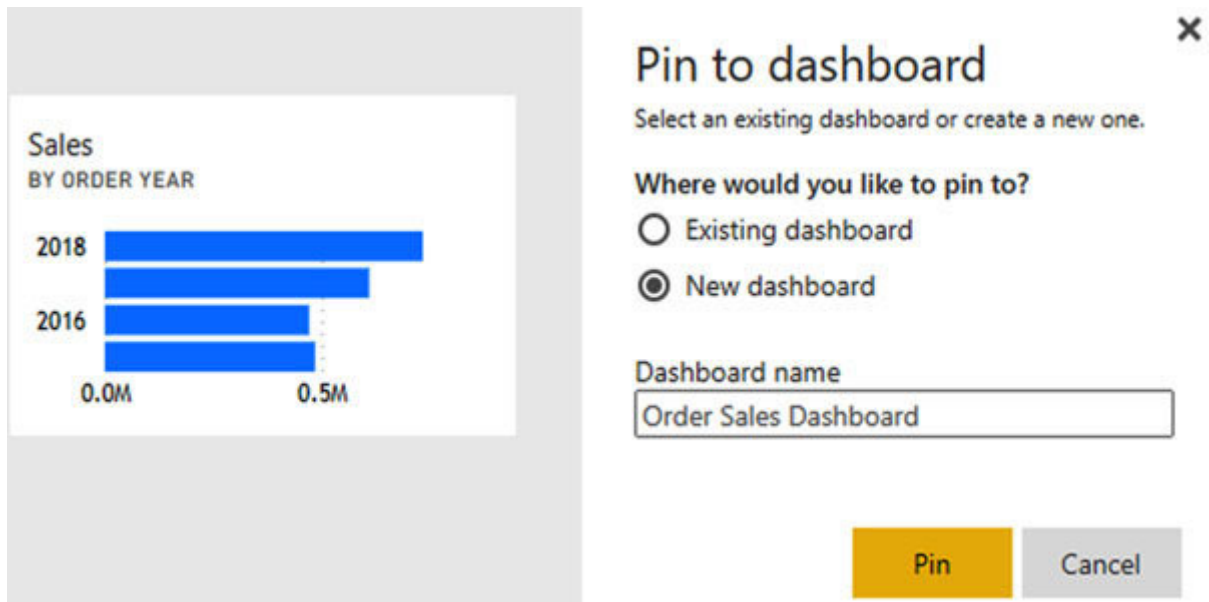 Sales
BY ORDER YEAR
2018
2016
0.0M
0.5M
Pin to dashboard
Select an existing dashboard or create a new one.
Where would you like to pin to?
Existing dashboard
New dashboard
Dashboard name
Order Sales Dashboard
Pin
Cancel